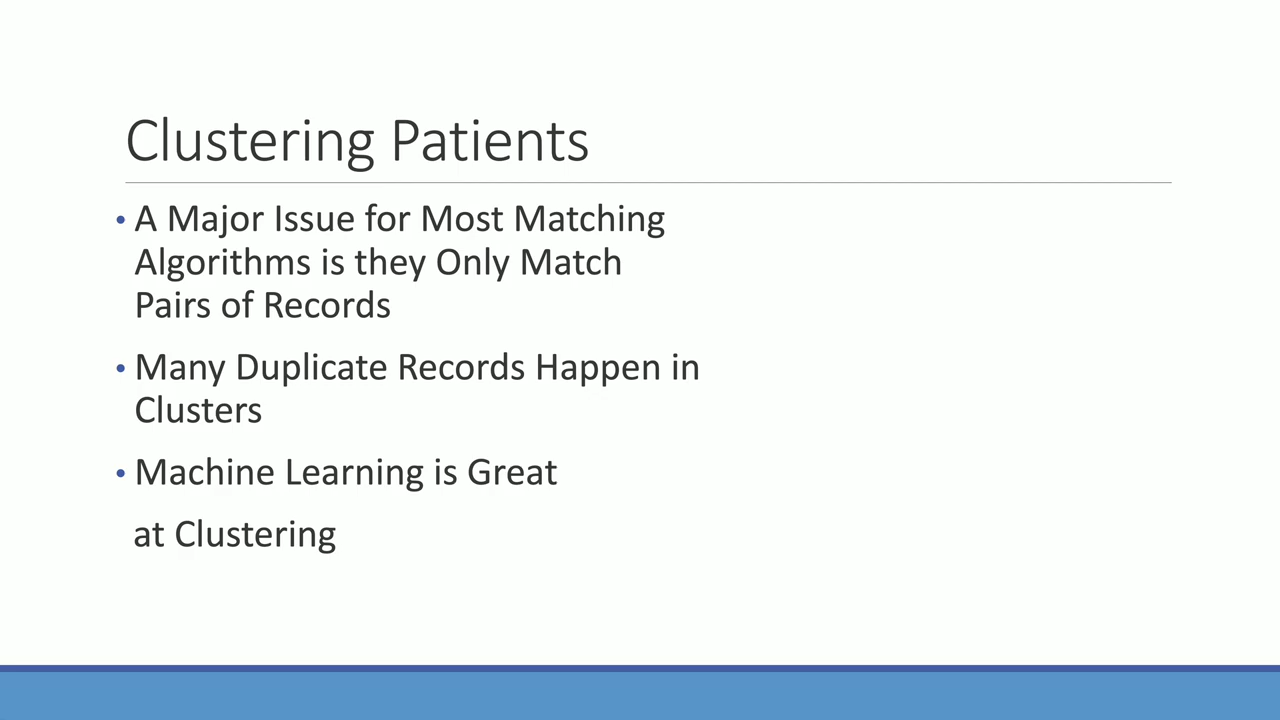 Clustering Patients
• A Major Issue for Most Matching
Algorithms is they Only Match
Pairs of Records
• Many Duplicate Records Happen in
Clusters
• Machine Learning is Great
at Clustering